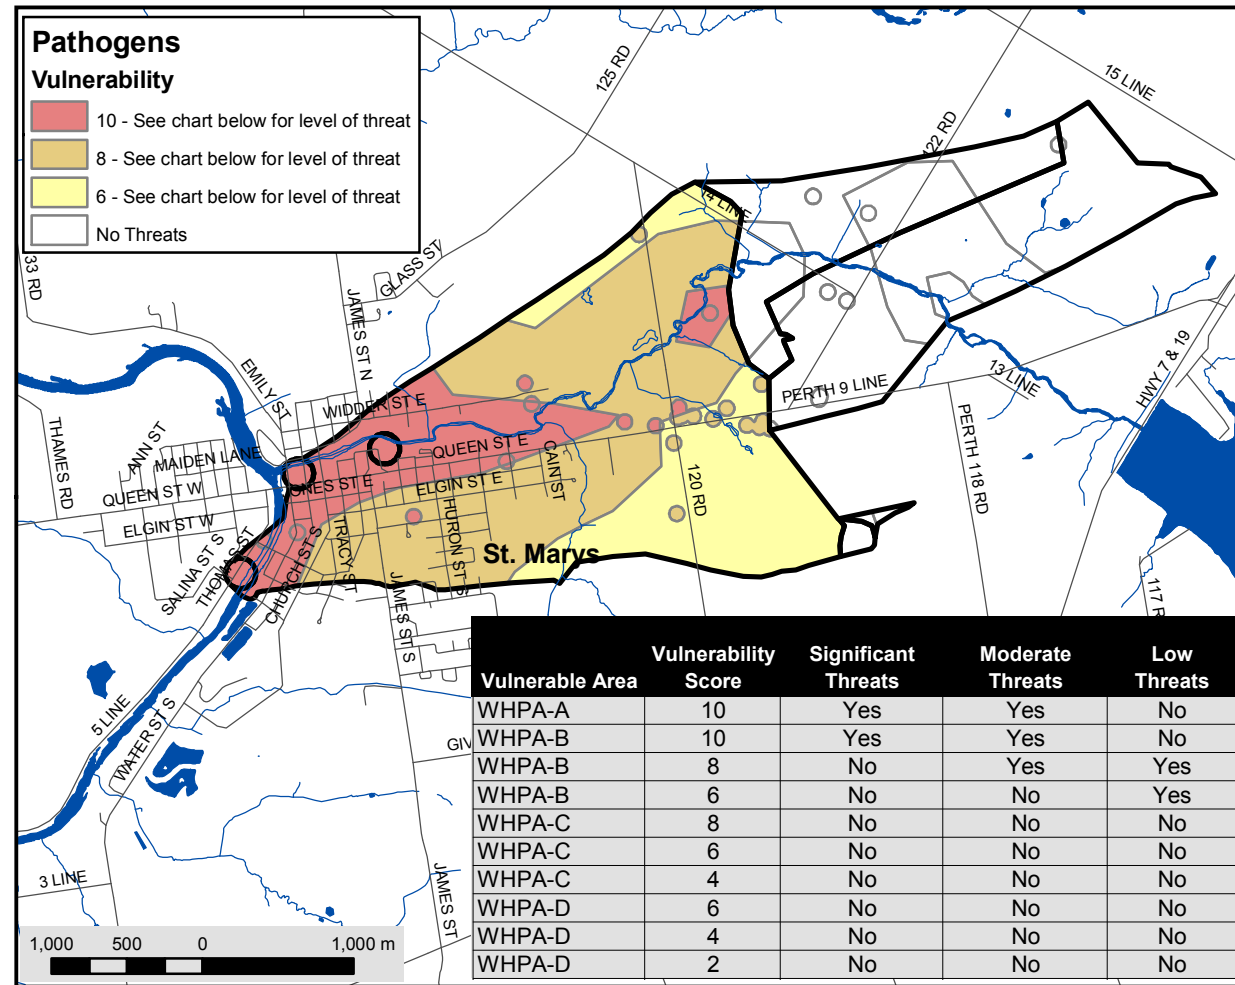 Pathogens
Vulnerability
10 - See chart below for level of threat
8 - See chart below for level of threat
6 - See chart below for level of threat
No Threats
125 RD
15 LINE
122 RD
14 LINE
33 RD
GLASS ST
JAMES ST N
EMILY ST
WIDDER ST E
PERTH 9 LINE
13 LINE
HWY 7 & 19
THAMES RD
ANN ST
MAIDEN LANE
QUEEN ST E
QUEEN ST W
JONES ST E
ELGIN ST E
CAIN ST
120 RD
PERTH 118 RD
ELGIN ST W
HURON ST S
TRACY ST
CHURCH ST S
St. Marys
SALINA ST S
THOMAS ST
JAMES ST S
117 R
5 LINE
WATER ST S
GIV
3 LINE
JAMES ST
Vulnerable Area Vulnerability Score Significant Threats Moderate Threats Low Threats
WHPA-A 10 Yes Yes No
WHPA-B 10 Yes Yes No
WHPA-B 8 No Yes Yes
WHPA-B 6 No No Yes
WHPA-C 8 No No No
WHPA-C 6 No No No
WHPA-C 4 No No No
WHPA-D 6 No No No
WHPA-D 4 No No No
WHPA-D 2 No No No
1,000 500 0 1,000 m